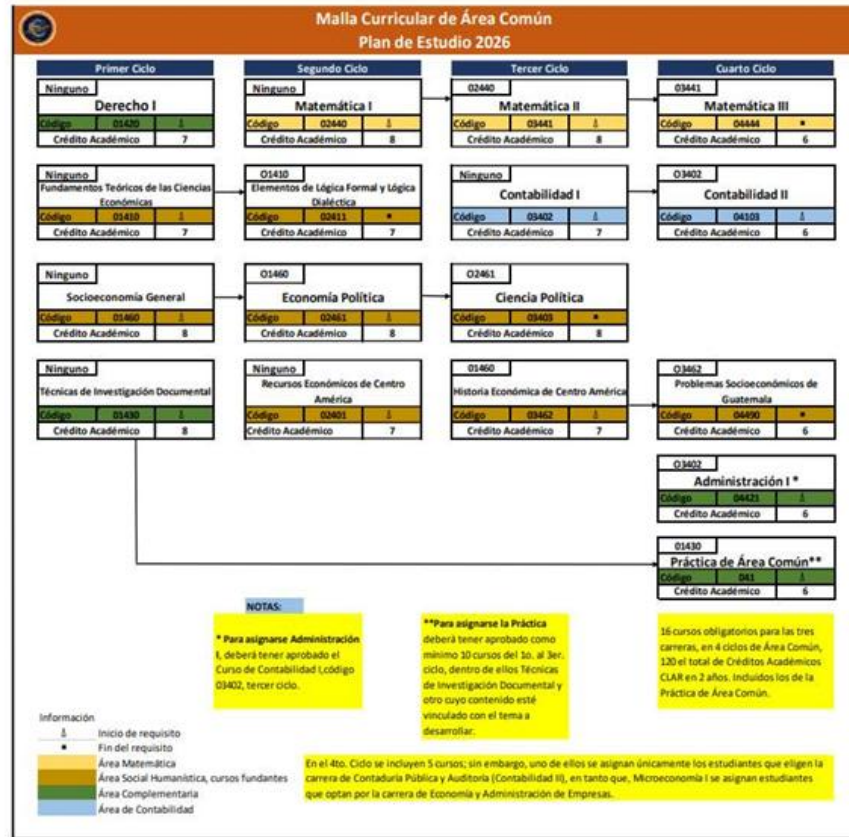 Malla Curricular de Área Común
Plan de Estudio 2026
Primer Ciclo
Segundo Ciclo
Tercer Ciclo
Cuarto Ciclo
Ninguno
Derecho I
Código 01420
Crédito Académico 7
Ninguno
Matemática I
Código 02440
Crédito Académico 8
02440
Matemática II
Código 03441
Crédito Académico 8
03441
Matemática III
Código 04444 •
Crédito Académico 6
Ninguno
Fundamentos Teóricos de las Ciencias
Económicas
Código 01410
Crédito Académico 7
O1410
Elementos de Lógica Formal y Lógica
Dialéctica
Código 02411 •
Crédito Académico 7
Ninguno
Contabilidad I
Código 03402
Crédito Académico 7
O3402
Contabilidad II
Código 04103
Crédito Académico 6
Ninguno
Socioeconomía General
Código 01460
Crédito Académico 8
O1460
Economía Política
Código 02461
Crédito Académico 8
O2461
Ciencia Política
Código 03403 •
Crédito Académico 8
Ninguno
Técnicas de Investigación Documental
Código 01430
Crédito Académico 8
Ninguno
Recursos Económicos de Centro
América
Código 02401
Crédito Académico 7
01460
Historia Económica de Centro América
Código 03462
Crédito Académico 7
O3462
Problemas Socioeconómicos de
Guatemala
Código 04490 •
Crédito Académico 6
O3402
Administración I *
Código 04421
Crédito Académico 6
01430
Práctica de Área Común**
Código 041
Crédito Académico 6
NOTAS:
* Para asignarse Administración
I, deberá tener aprobado el
Curso de Contabilidad I,código
03402, tercer ciclo.
**Para asignarse la Práctica
deberá tener aprobado como
mínimo 10 cursos del 1o. al 3er.
ciclo, dentro de ellos Técnicas
de Investigación Documental y
otro cuyo contenido esté
vinculado con el tema a
desarrollar.
16 cursos obligatorios para las tres
carreras, en 4 ciclos de Área Común,
120 el total de Créditos Académicos
CLAR en 2 años. Incluidos los de la
Práctica de Área Común.
Información
Inicio de requisito
• Fin del requisito
Área Matemática
Área Social Humanística, cursos fundantes
Área Complementaria
Área de Contabilidad
En el 4to. Ciclo se incluyen 5 cursos; sin embargo, uno de ellos se asignan únicamente los estudiantes que eligen la
carrera de Contaduría Pública y Auditoría (Contabilidad II), en tanto que, Microeconomía I se asignan estudiantes
que optan por la carrera de Economía y Administración de Empresas.